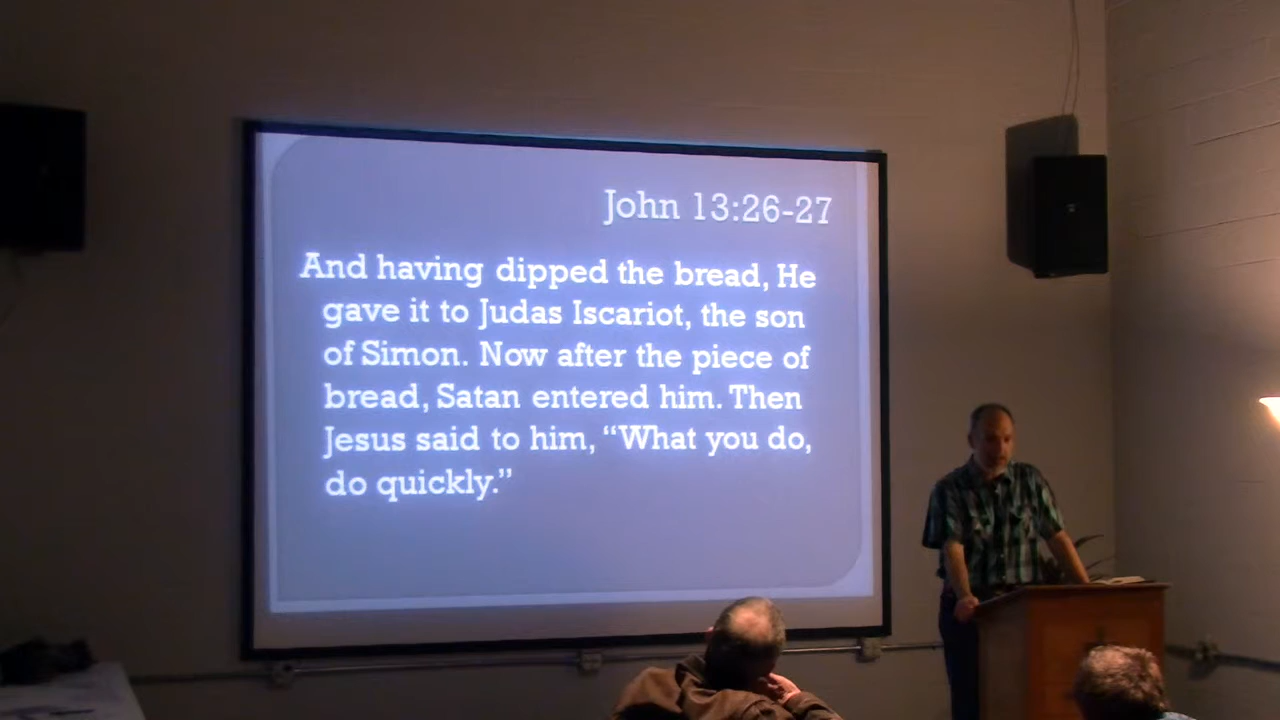 John 13:26-27
And having dipped the bread, He
gave it to Judas Iscariot, the son
of Simon. Now after the piece of
bread, Satan entered him. Then
Jesus said to him, “What you do,
do quickly.”